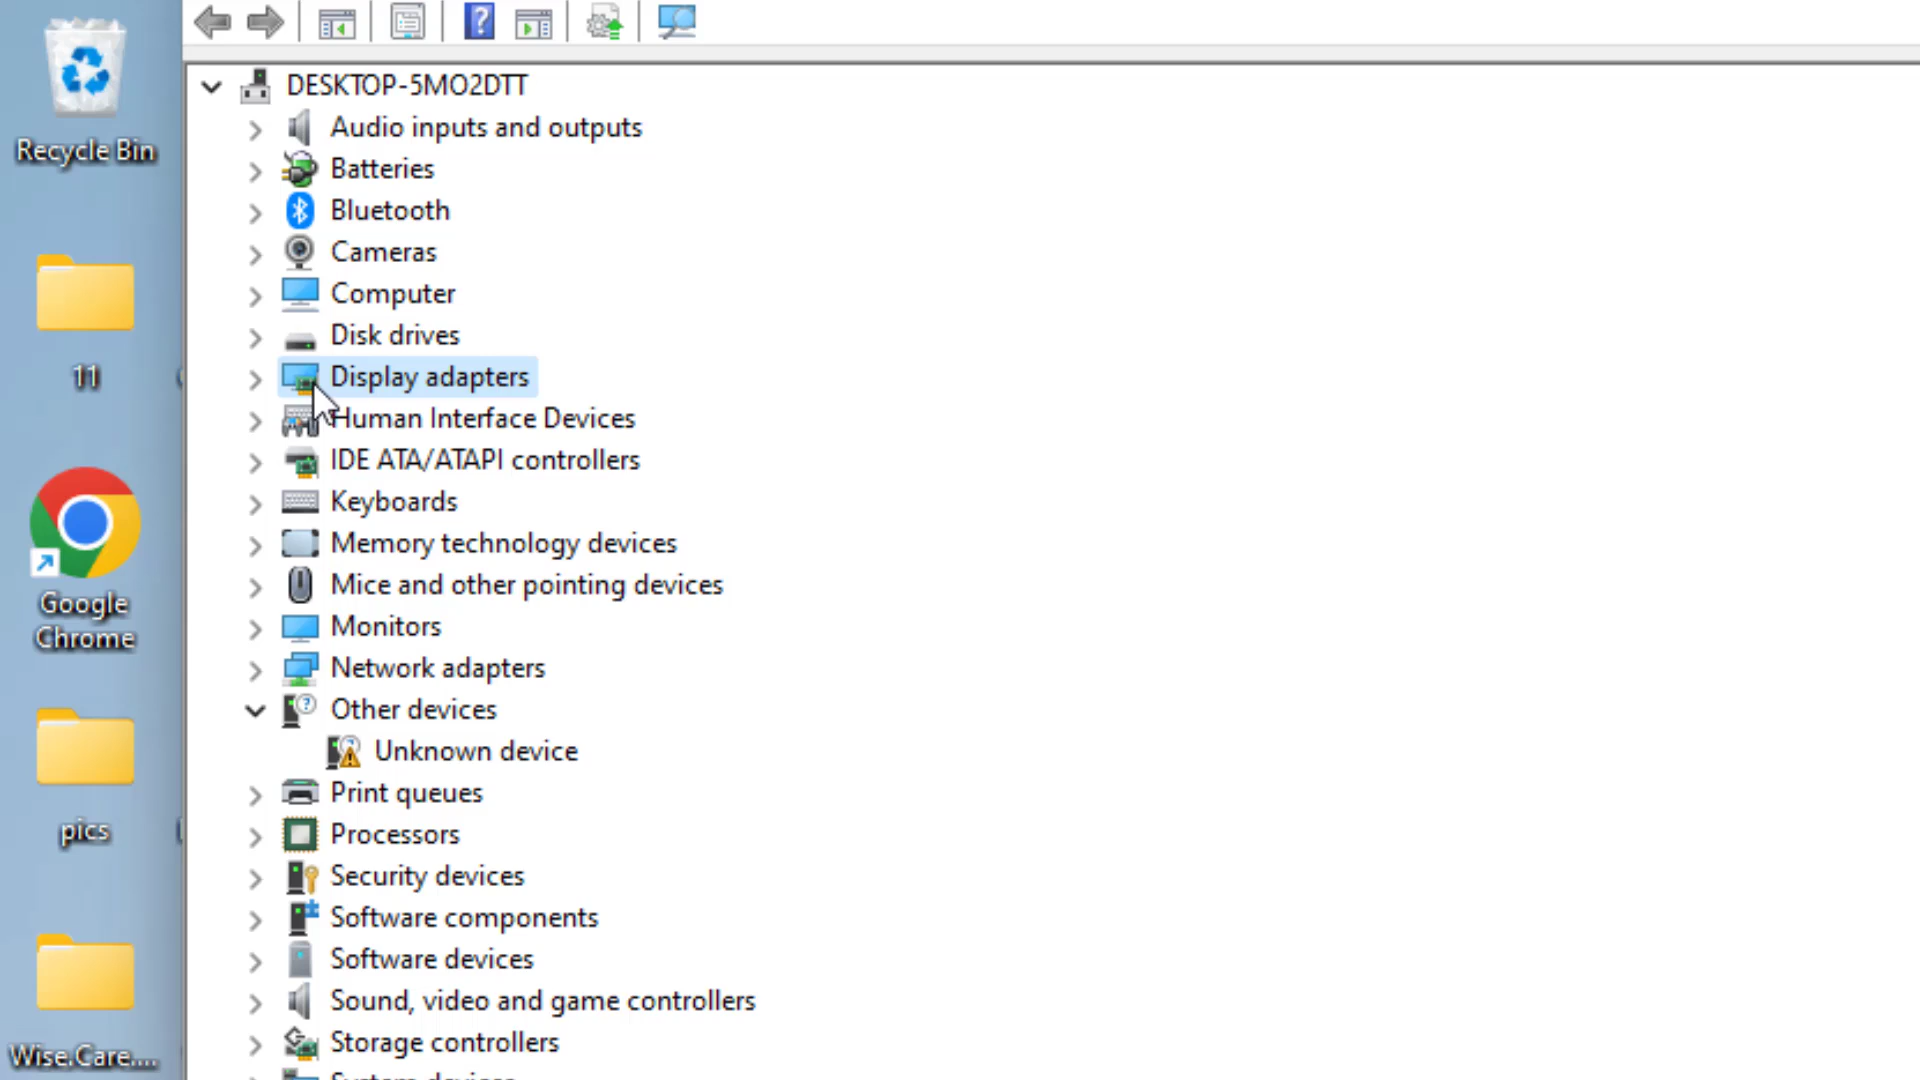 Recycle Bin
11
Google
Chrome
pics
Wise.Care....
DESKTOP-5MO2DTT
Audio inputs and outputs
Batteries
Bluetooth
Cameras
Computer
Disk drives
Display adapters
Human Interface Devices
IDE ATA/ATAPI controllers
Keyboards
Memory technology devices
Mice and other pointing devices
Monitors
Network adapters
Other devices
Unknown device
Print queues
Processors
Security devices
Software components
Software devices
Sound, video and game controllers
Storage controllers
System devices